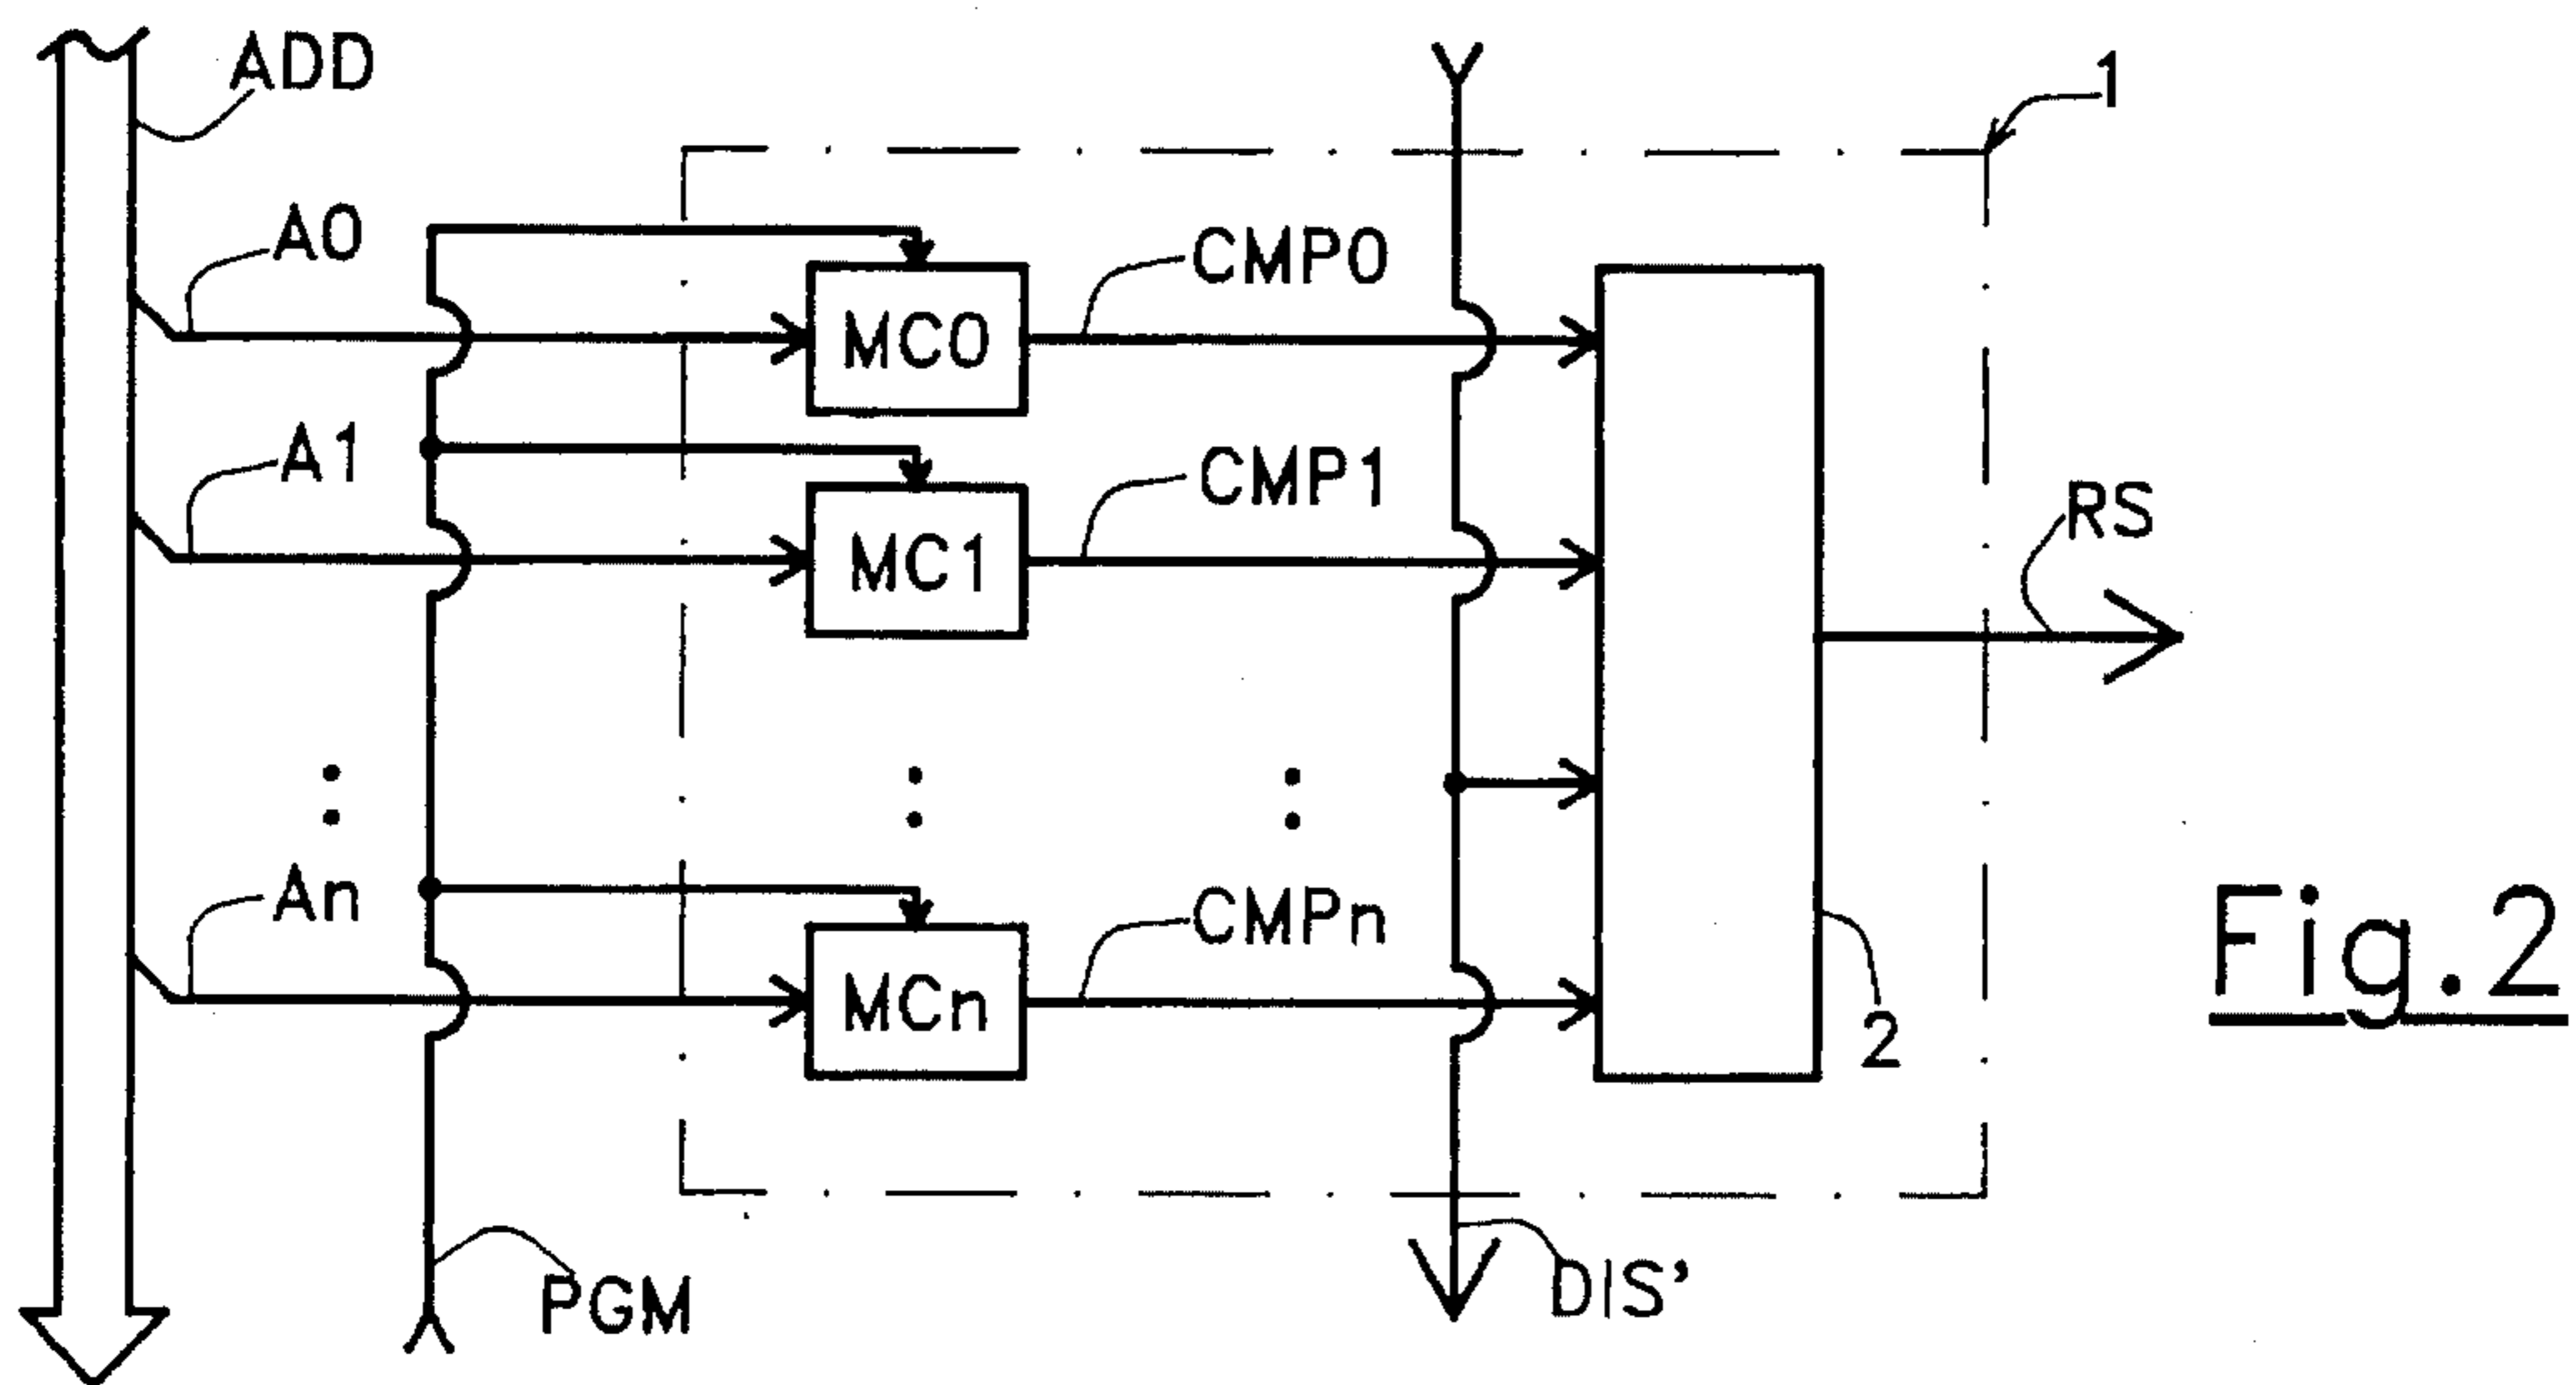 ADD
1
A0
CMP0
MC0
A1
CMP1
RS
MC1
An
CMPn
Fig.2
MCn
2
PGM
DIS’